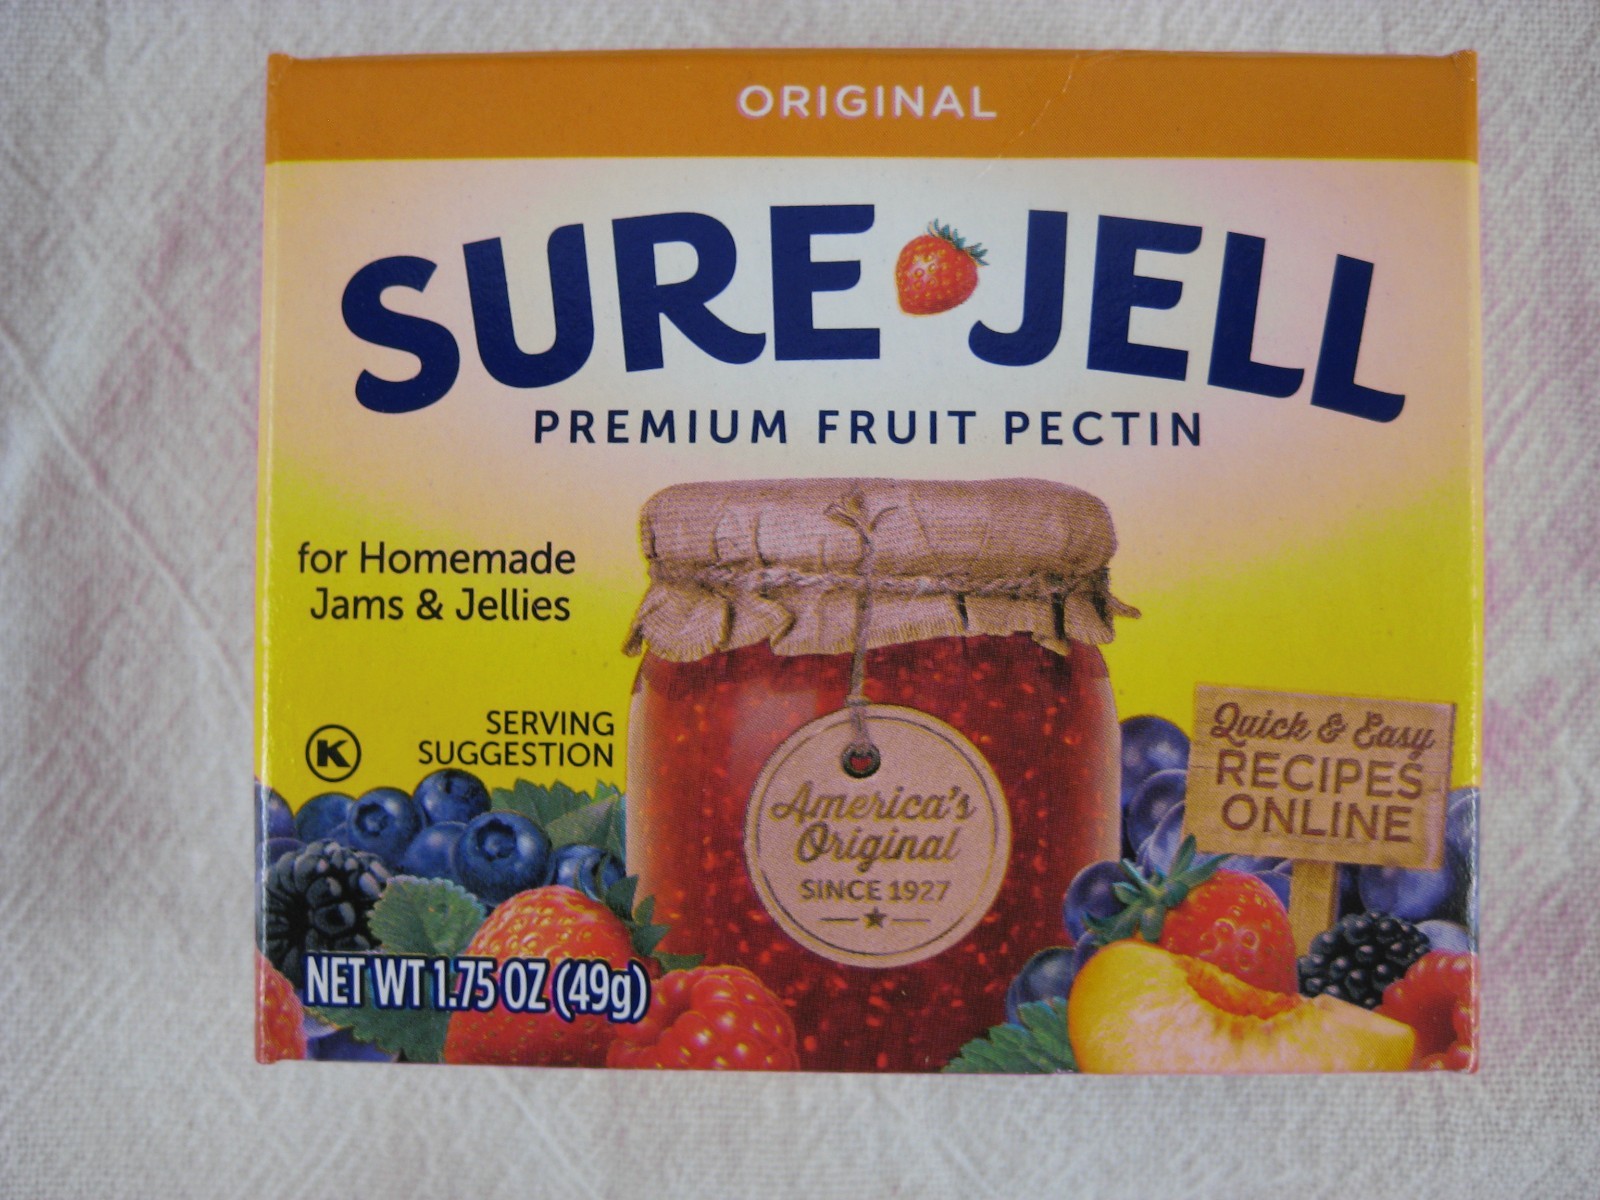 ORIGINAL
SURE JELL
PREMIUM FRUIT PECTIN
for Homemade
Jams & Jellies
K
SERVING
SUGGESTION
America's
Original
SINCE 1927
Quick & Easy
RECIPES
ONLINE
NET WT 1.75 OZ (49g)